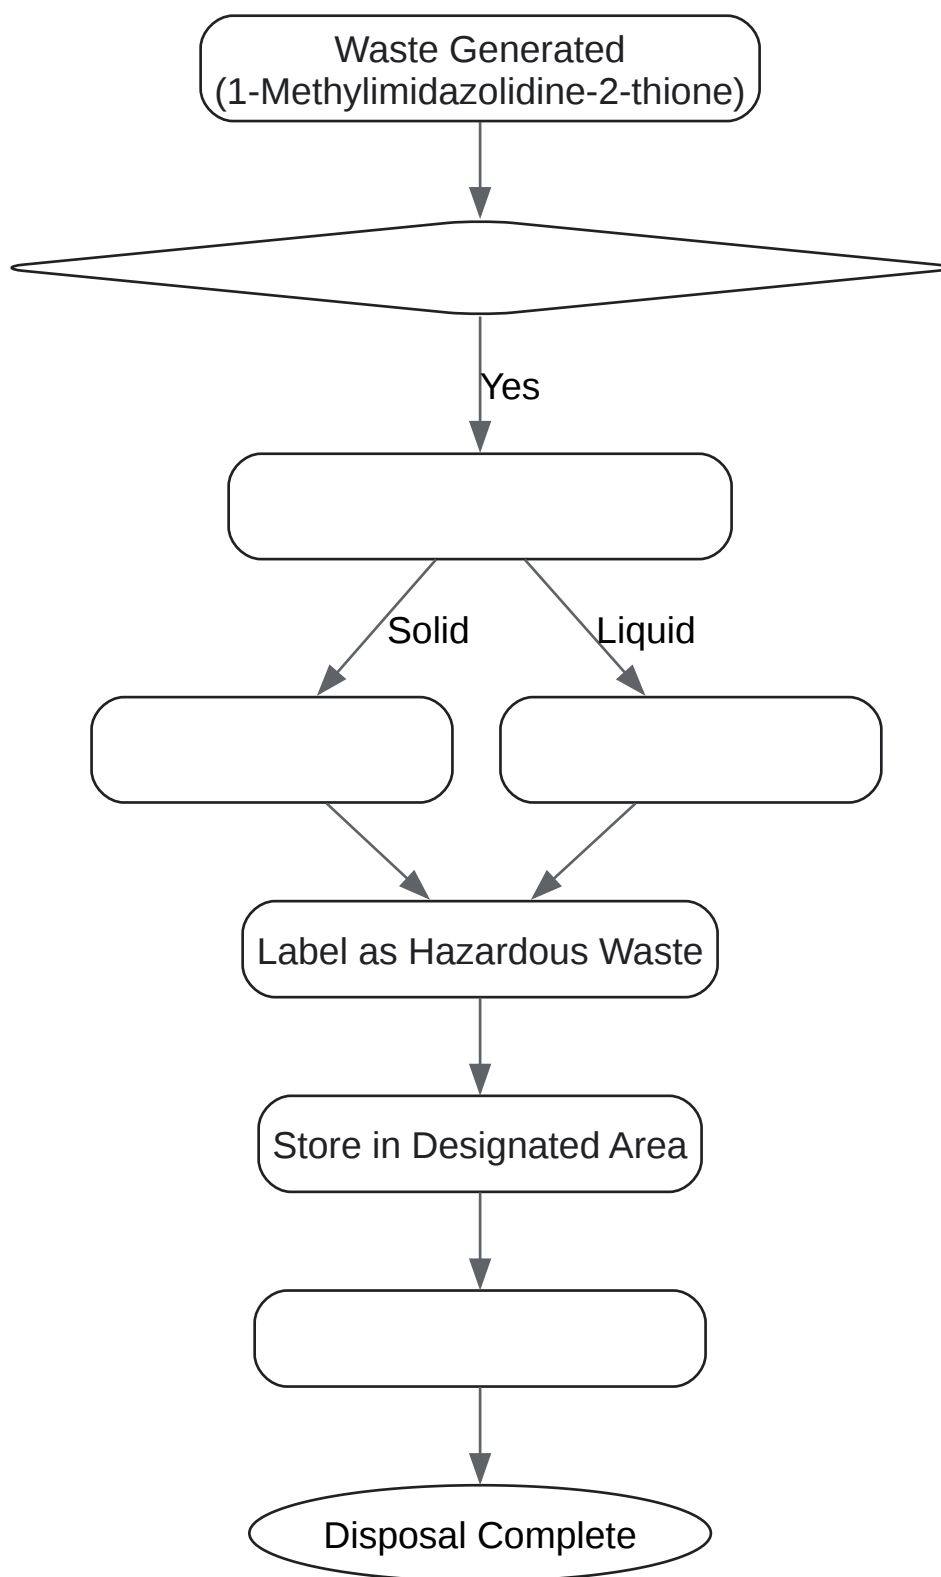 Waste Generated
(1-Methylimidazolidine-2-thione)
Yes
Solid
Liquid
Label as Hazardous Waste
Store in Designated Area
Disposal Complete